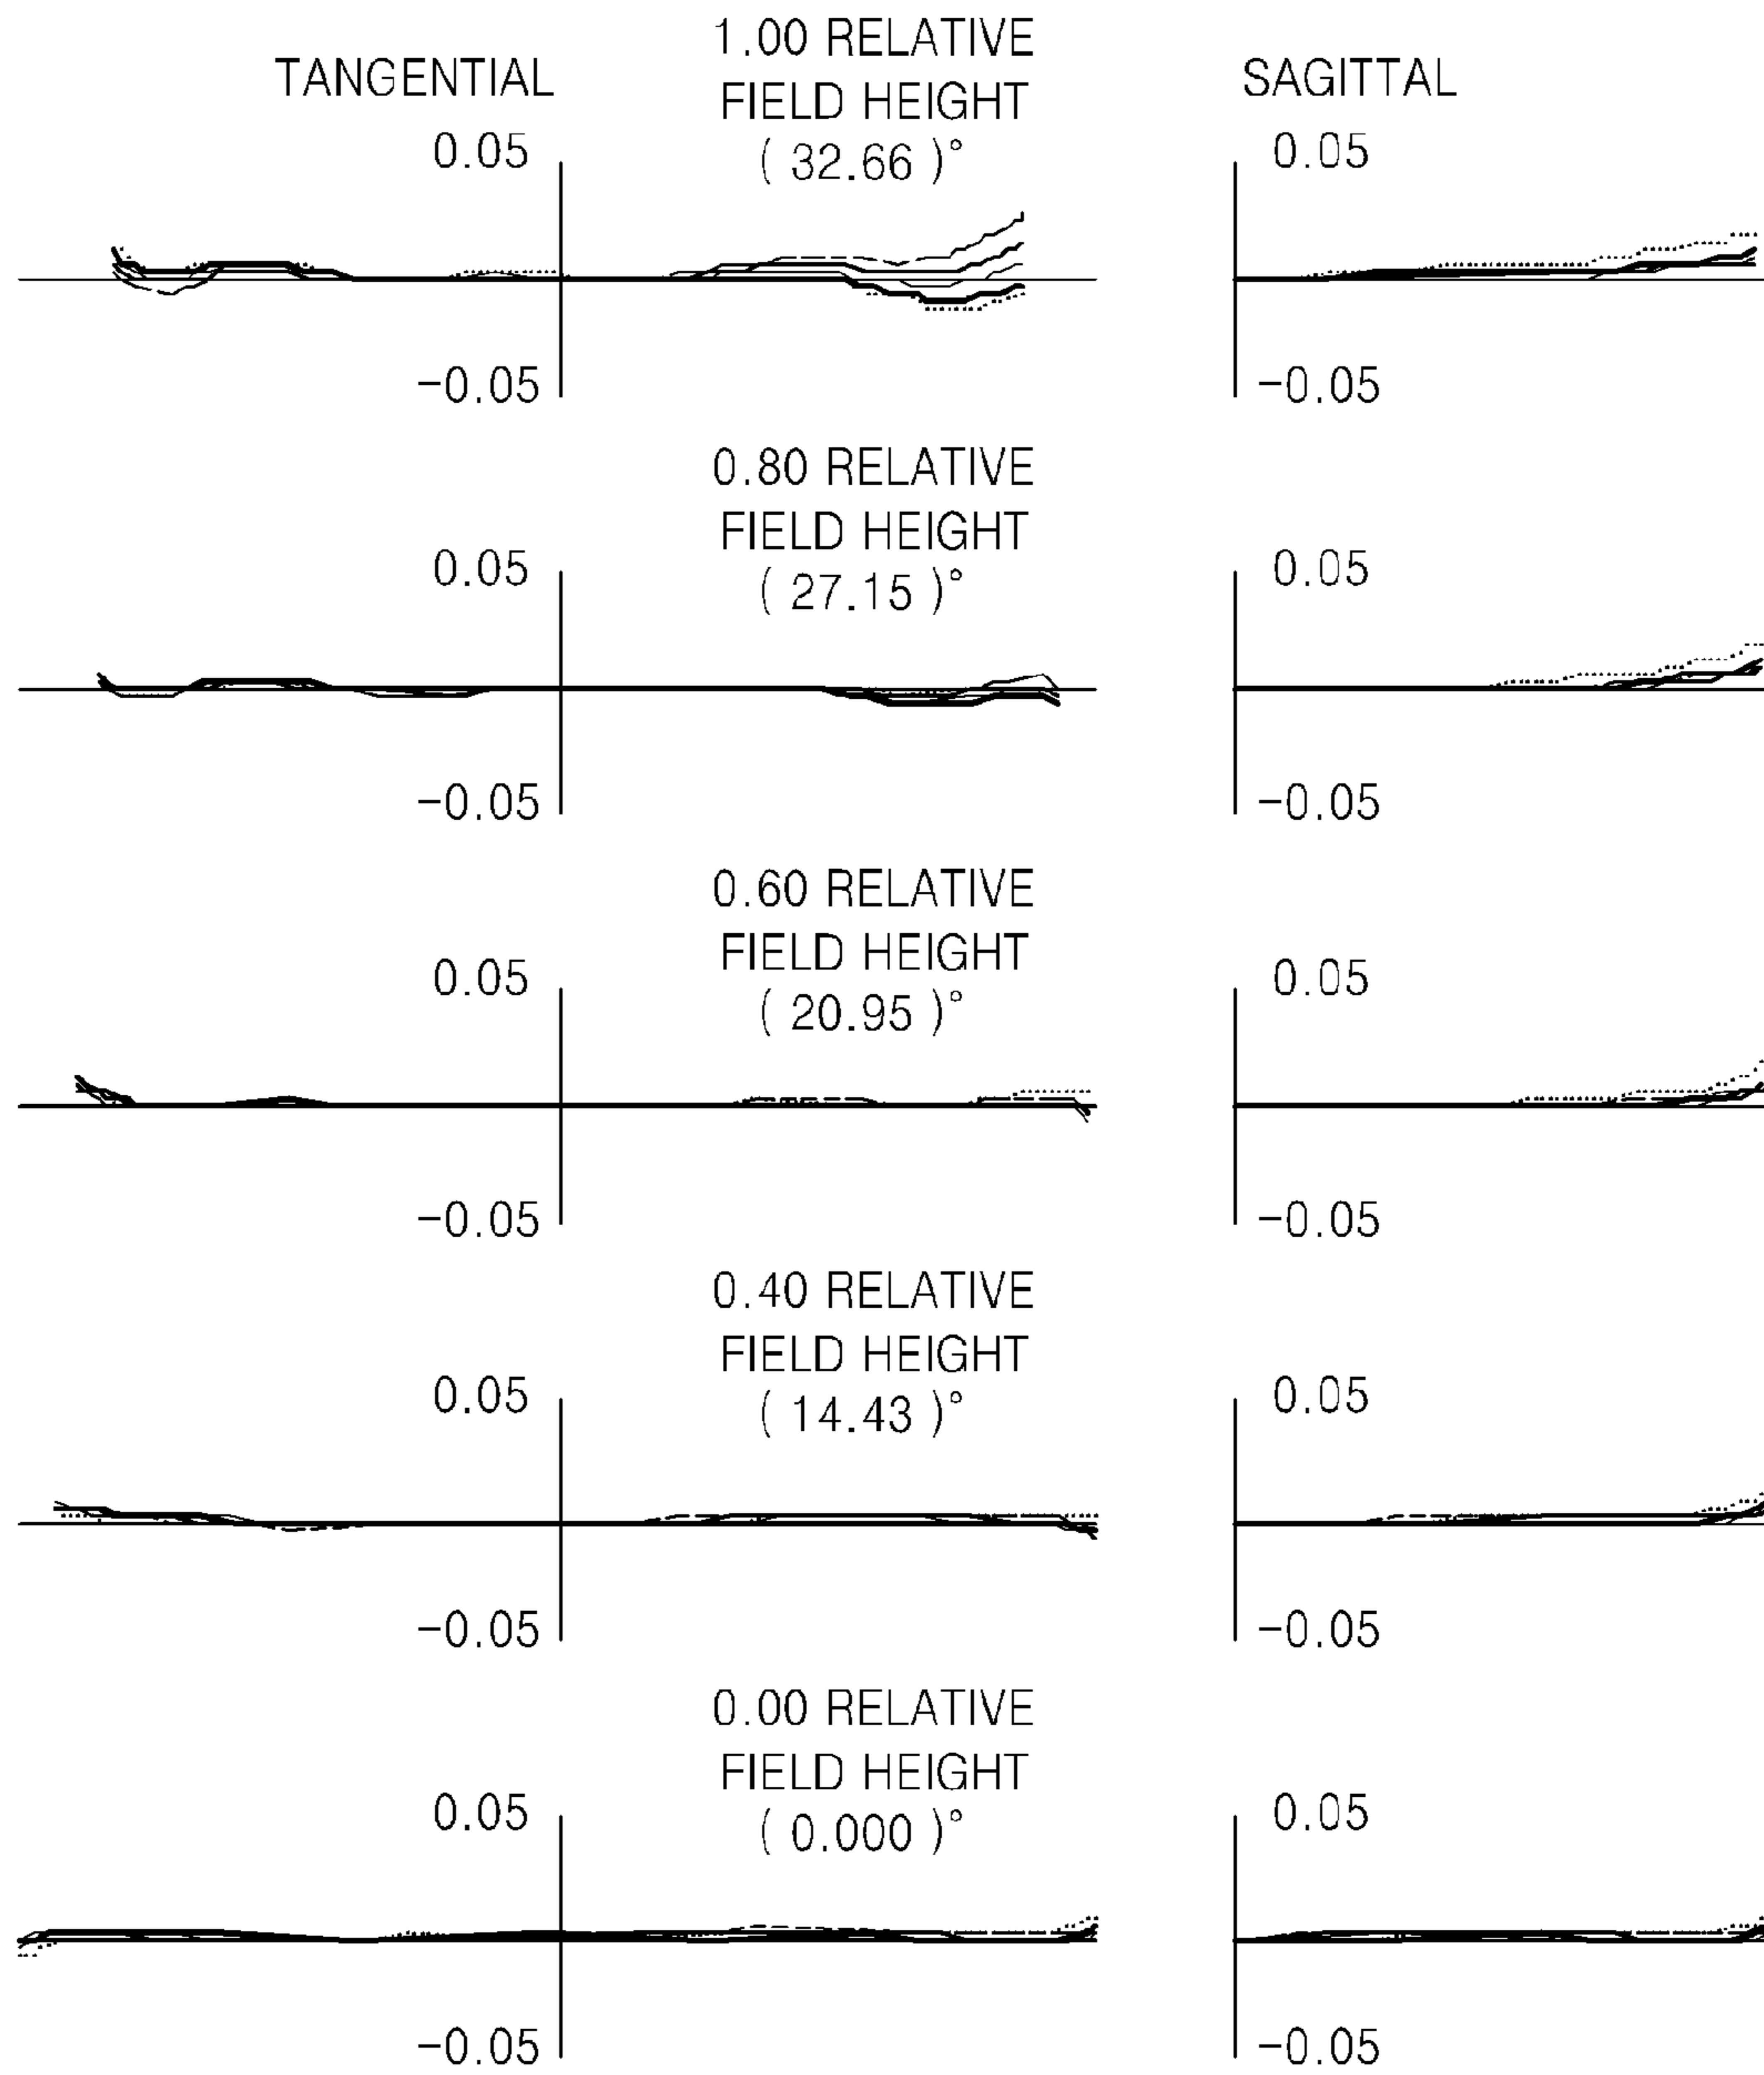 1.00 RELATIVE
TANGENTIAL FIELD HEIGHT SAGITTAL
0.05 ( 32.66 )° 0.05
-0.05 -0.05
0.80 RELATIVE
FIELD HEIGHT
0.05 ( 27.15 )° 0.05
-0.05 -0.05
0.60 RELATIVE
FIELD HEIGHT
0.05 ( 20.95 )° 0.05
-0.05 -0.05
0.40 RELATIVE
FIELD HEIGHT
0.05 ( 14.43 )° 0.05
-0.05 -0.05
0.00 RELATIVE
FIELD HEIGHT
0.05 ( 0.000 )° 0.05
-0.05 -0.05